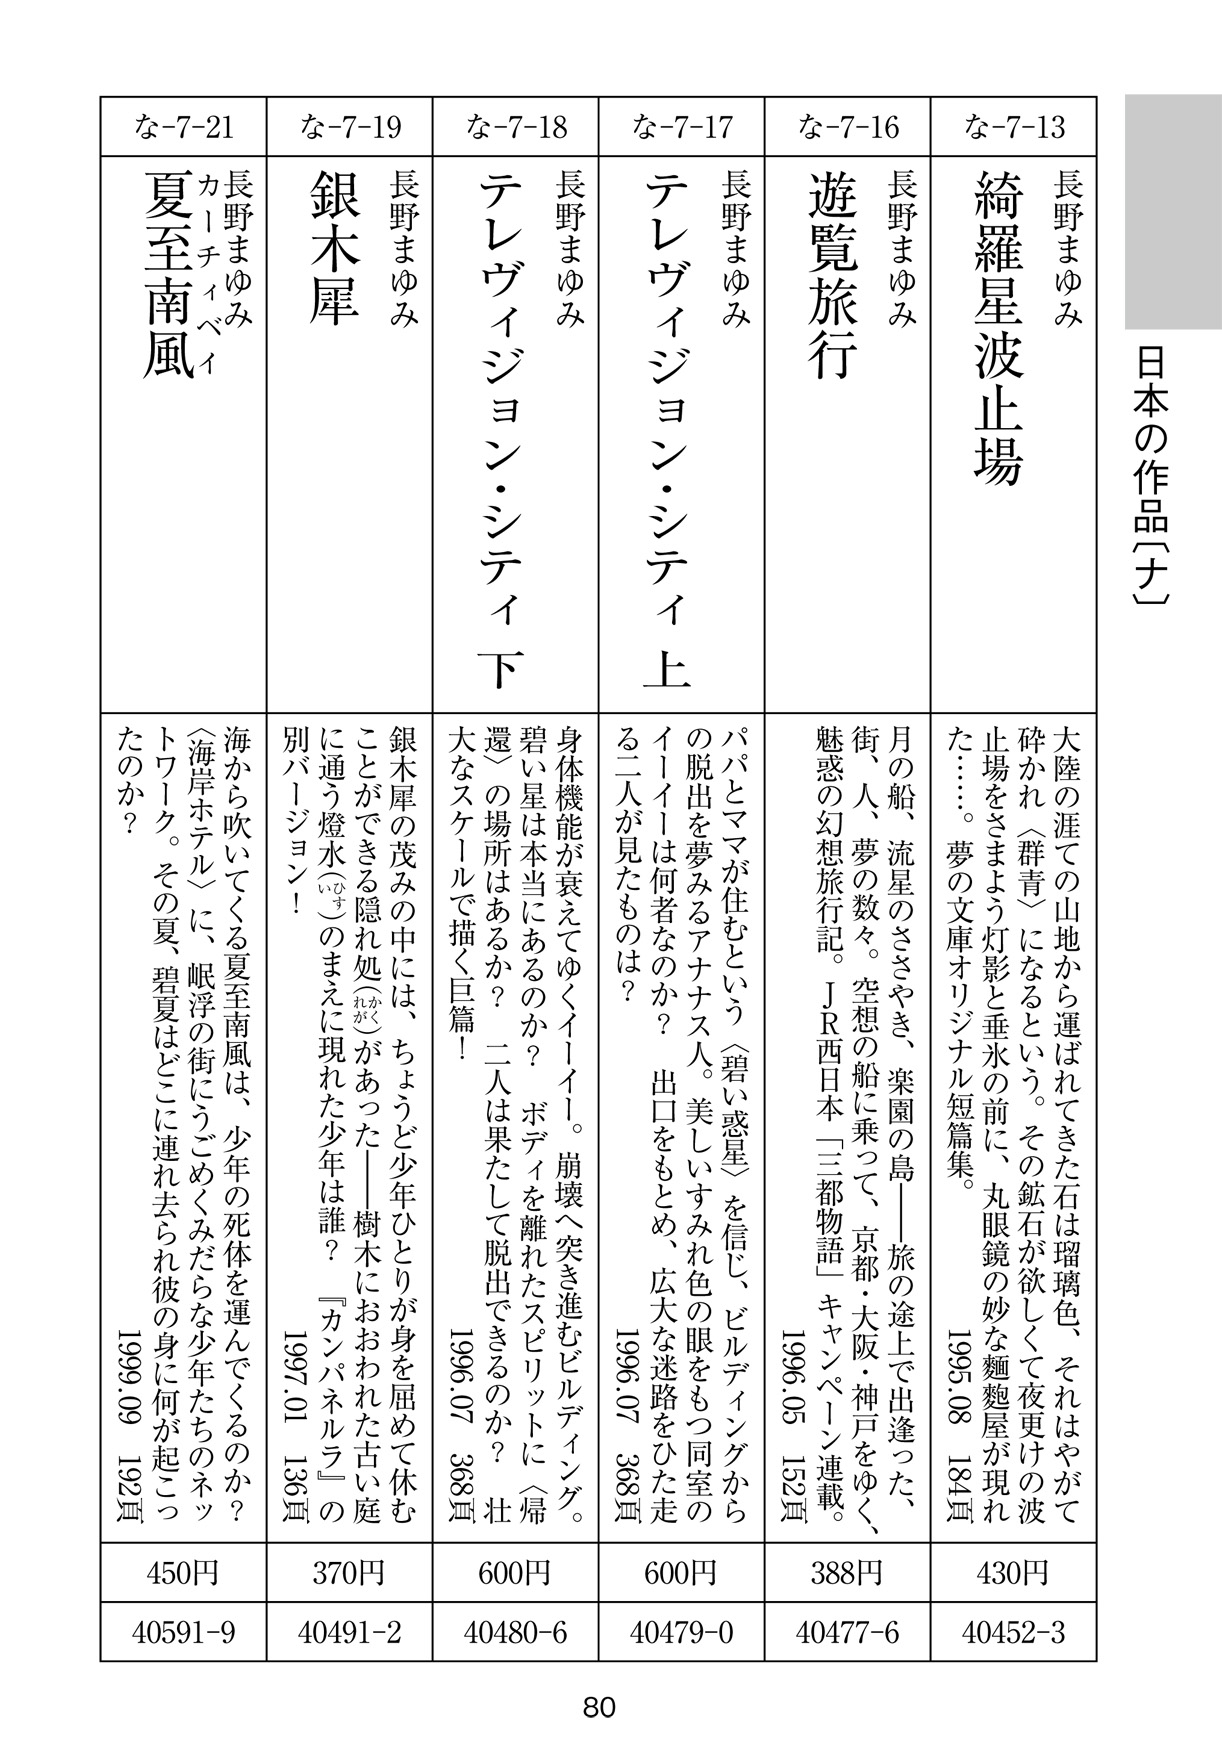 日本の作品〔ナ〕
な-7-13
長野まゆみ
綺羅星波止場
大陸の涯ての山地から運ばれてきた石は瑠璃色、それはやがて
砕かれ〈群青〉になるという。その鉱石が欲しくて夜更けの波
止場をさまよう灯影と垂氷の前に、丸眼鏡の妙な麵麭屋が現れ
た……。夢の文庫オリジナル短篇集。
1995.08 184頁
430円
40452-3
な-7-16
長野まゆみ
遊覧旅行
月の船、流星のささやき、楽園の島――旅の途上で出逢った、
街、人、夢の数々。空想の船に乗って、京都・大阪・神戸をゆく、
魅惑の幻想旅行記。JR西日本「三都物語」キャンペーン連載。
1996.05 152頁
388円
40477-6
な-7-17
長野まゆみ
テレヴィジョン・シティ 上
パパとママが住むという〈碧い惑星〉を信じ、ビルディングから
の脱出を夢みるアナナス人。美しいすみれ色の眼をもつ同室の
イーイーは何者なのか? 出口をもとめ、広大な迷路をひた走
る二人が見たものは?
1996.07 368頁
600円
40479-0
な-7-18
長野まゆみ
テレヴィジョン・シティ 下
身体機能が衰えてゆくイーイー。崩壊へ突き進むビルディング。
碧い星は本当にあるのか? ボディを離れたスピリットに〈帰
還〉の場所はあるか? 二人は果たして脱出できるのか? 壮
大なスケールで描く巨篇!
1996.07 368頁
600円
40480-6
な-7-19
長野まゆみ
銀木犀
銀木犀の茂みの中には、ちょうど少年ひとりが身を屈めて休む
ことができる隠れ処(かくれが)があった――樹木におおわれた古い庭
に通う燈水(ひすい)のまえに現れた少年は誰? 『カンパネルラ』の
別バージョン!
1997.01 136頁
370円
40491-2
な-7-21
長野まゆみ
カーチィベイ
夏至南風
海から吹いてくる夏至南風は、少年の死体を運んでくるのか?
〈海岸ホテル〉に、岷浮の街にうごめくみだらな少年たちのネッ
トワーク。その夏、碧夏はどこに連れ去られ彼の身に何が起こっ
たのか?
1999.09 192頁
450円
40591-9
80